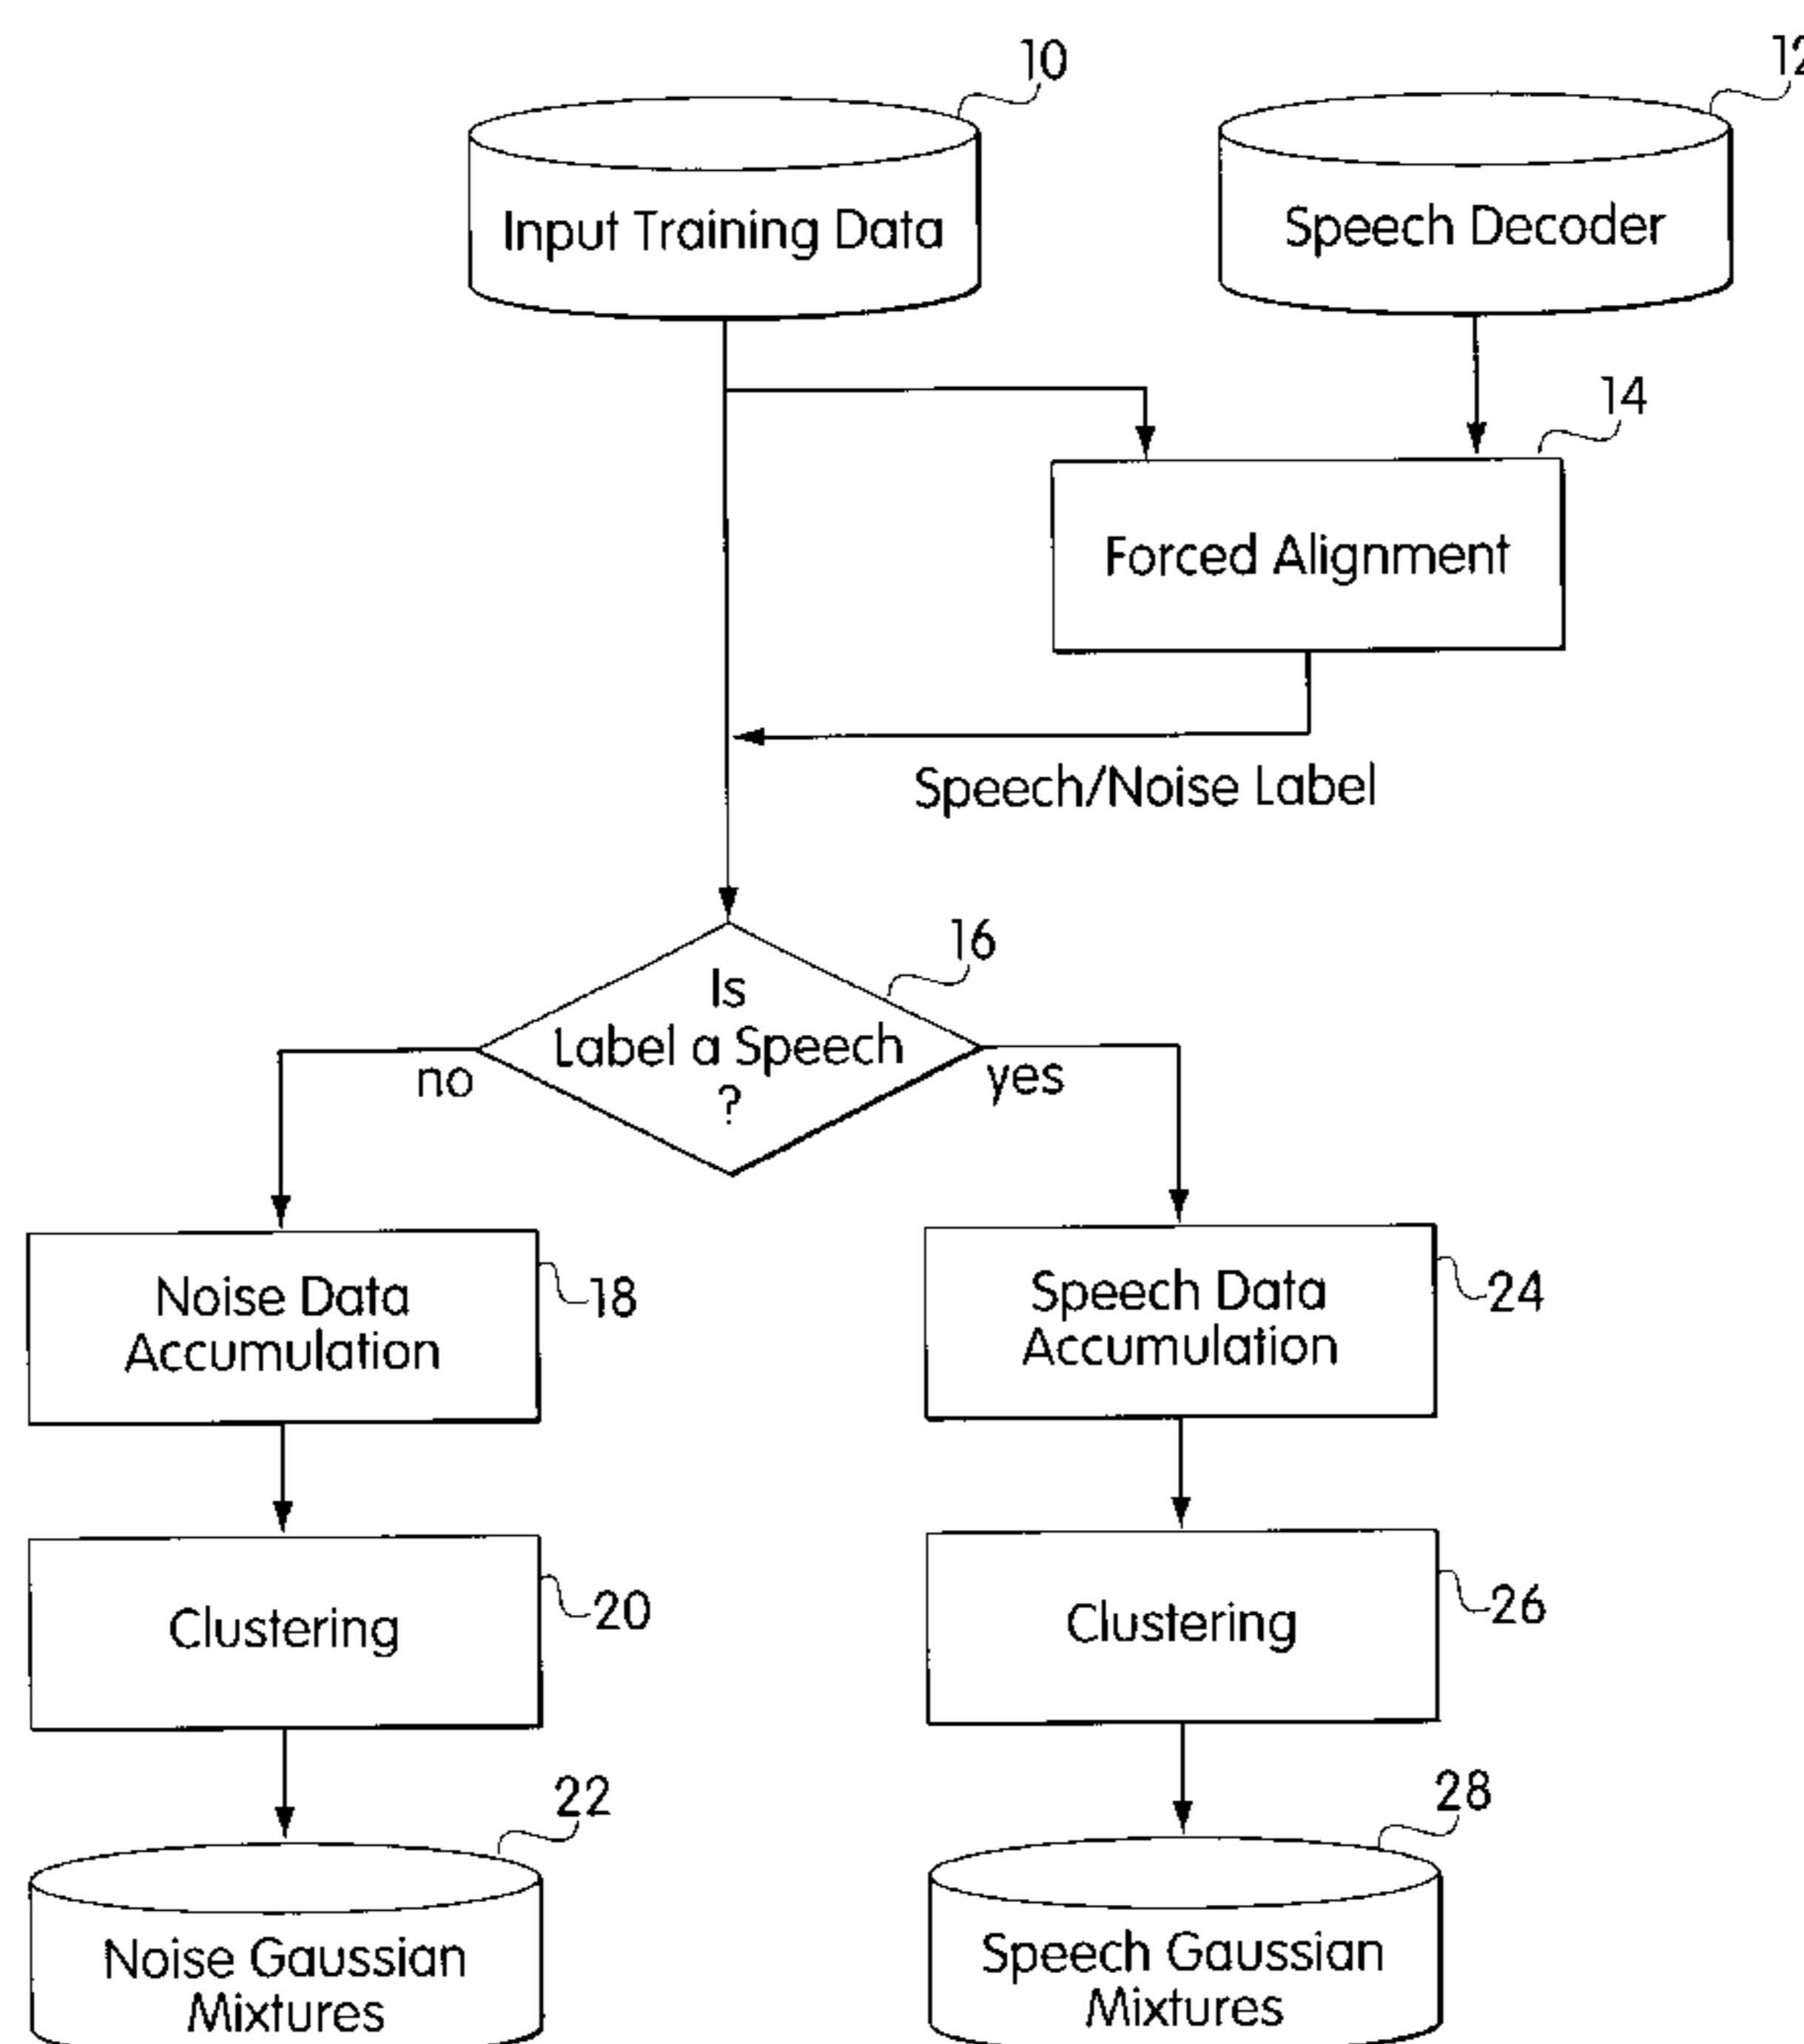 10
12
Input Training Data
Speech Decoder
14
Forced Alignment
Speech/Noise Label
16
Is
Label a Speech
?
no
yes
Noise Data
Accumulation
18
Speech Data
Accumulation
24
Clustering
20
Clustering
26
22
28
Noise Gaussian
Mixtures
Speech Gaussian
Mixtures